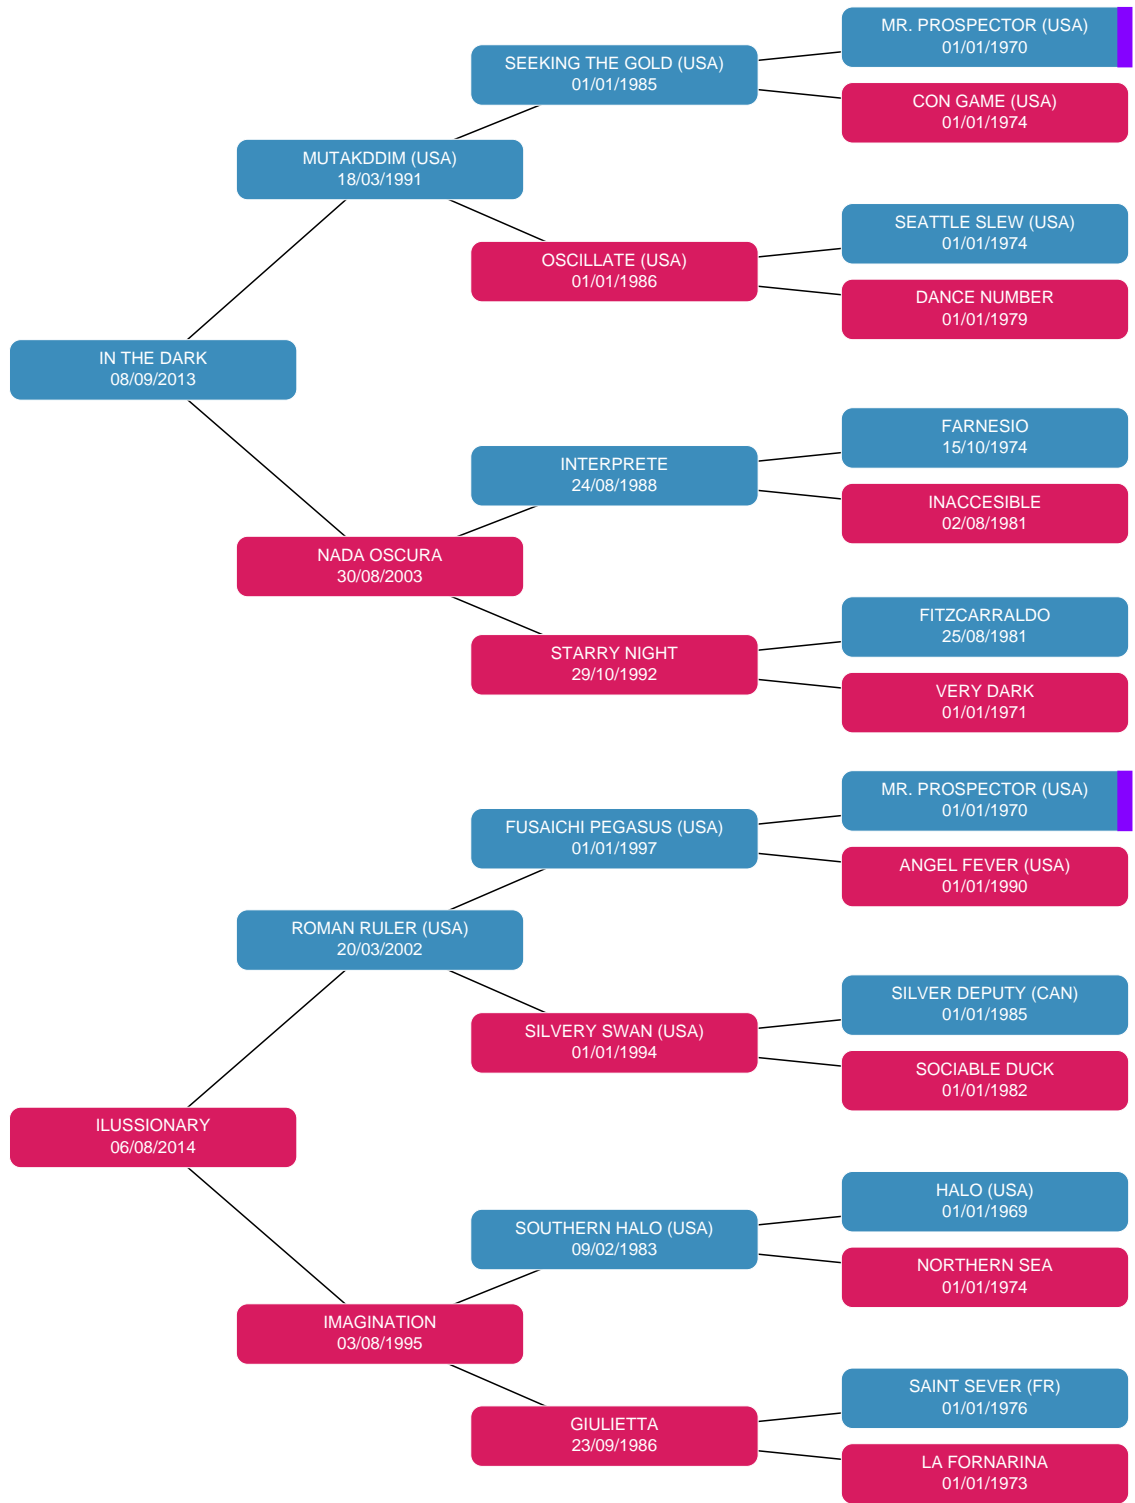 MR. PROSPECTOR (USA)
01/01/1970
SEEKING THE GOLD (USA)
01/01/1985
CON GAME (USA)
01/01/1974
MUTAKDDIM (USA)
18/03/1991
SEATTLE SLEW (USA)
01/01/1974
OSCILLATE (USA)
01/01/1986
DANCE NUMBER
01/01/1979
IN THE DARK
08/09/2013
FARNESIO
15/10/1974
INTERPRETE
24/08/1988
INACCESIBLE
02/08/1981
NADA OSCURA
30/08/2003
FITZCARRALDO
25/08/1981
STARRY NIGHT
29/10/1992
VERY DARK
01/01/1971
MR. PROSPECTOR (USA)
01/01/1970
FUSAICHI PEGASUS (USA)
01/01/1997
ANGEL FEVER (USA)
01/01/1990
ROMAN RULER (USA)
20/03/2002
SILVER DEPUTY (CAN)
01/01/1985
SILVERY SWAN (USA)
01/01/1994
SOCIABLE DUCK
01/01/1982
ILUSSIONARY
06/08/2014
HALO (USA)
01/01/1969
SOUTHERN HALO (USA)
09/02/1983
NORTHERN SEA
01/01/1974
IMAGINATION
03/08/1995
SAINT SEVER (FR)
01/01/1976
GIULIETTA
23/09/1986
LA FORNARINA
01/01/1973